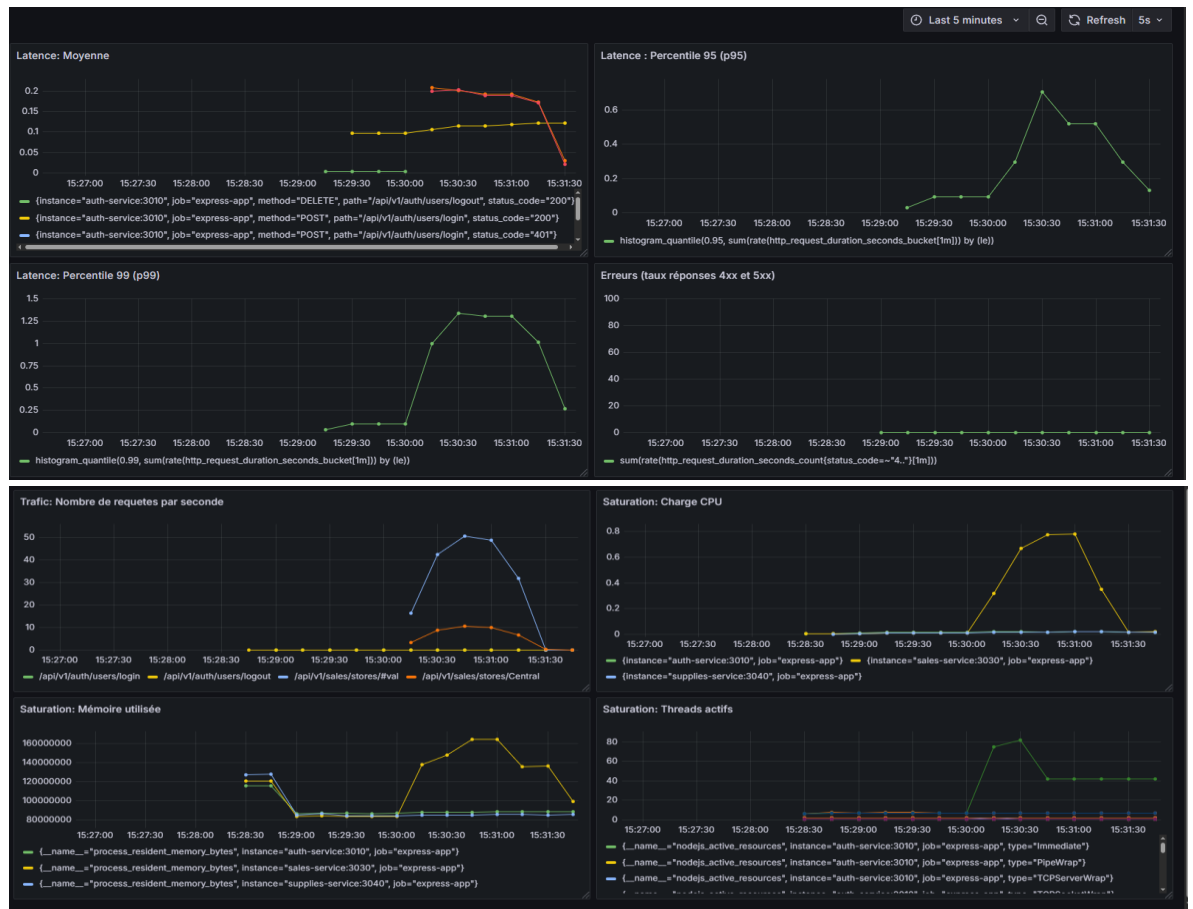 Last 5 minutes Refresh 5s
Latence: Moyenne
0.2
0.15
0.1
0.05
0
15:27:00 15:27:30 15:28:00 15:28:30 15:29:00 15:29:30 15:30:00 15:30:30 15:31:00 15:31:30
{instance="auth-service:3010", job="express-app", method="DELETE", path="/api/v1/auth/users/logout", status_code="200"}
{instance="auth-service:3010", job="express-app", method="POST", path="/api/v1/auth/users/login", status_code="200"}
{instance="auth-service:3010", job="express-app", method="POST", path="/api/v1/auth/users/login", status_code="401"}
Latence : Percentile 95 (p95)
0.6
0.4
0.2
0
15:27:00 15:27:30 15:28:00 15:28:30 15:29:00 15:29:30 15:30:00 15:30:30 15:31:00 15:31:30
histogram_quantile(0.95, sum(rate(http_request_duration_seconds_bucket[1m])) by (le))
Latence: Percentile 99 (p99)
1.5
1.25
1
0.75
0.5
0.25
0
15:27:00 15:27:30 15:28:00 15:28:30 15:29:00 15:29:30 15:30:00 15:30:30 15:31:00 15:31:30
histogram_quantile(0.99, sum(rate(http_request_duration_seconds_bucket[1m])) by (le))
Erreurs (taux réponses 4xx et 5xx)
100
80
60
40
20
0
15:27:00 15:27:30 15:28:00 15:28:30 15:29:00 15:29:30 15:30:00 15:30:30 15:31:00 15:31:30
sum(rate(http_request_duration_seconds_count{status_code=~"4.."}[1m]))
Trafic: Nombre de requetes par seconde
50
40
30
20
10
0
15:27:00 15:27:30 15:28:00 15:28:30 15:29:00 15:29:30 15:30:00 15:30:30 15:31:00 15:31:30
/api/v1/auth/users/login /api/v1/auth/users/logout /api/v1/sales/stores/#val /api/v1/sales/stores/Central
Saturation: Charge CPU
0.8
0.6
0.4
0.2
0
15:27:00 15:27:30 15:28:00 15:28:30 15:29:00 15:29:30 15:30:00 15:30:30 15:31:00 15:31:30
{instance="auth-service:3010", job="express-app"} {instance="sales-service:3030", job="express-app"}
{instance="supplies-service:3040", job="express-app"}
Saturation: Mémoire utilisée
160000000
140000000
120000000
100000000
80000000
15:27:00 15:27:30 15:28:00 15:28:30 15:29:00 15:29:30 15:30:00 15:30:30 15:31:00 15:31:30
{__name__="process_resident_memory_bytes", instance="auth-service:3010", job="express-app"}
{__name__="process_resident_memory_bytes", instance="sales-service:3030", job="express-app"}
{__name__="process_resident_memory_bytes", instance="supplies-service:3040", job="express-app"}
Saturation: Threads actifs
80
60
40
20
0
15:27:00 15:27:30 15:28:00 15:28:30 15:29:00 15:29:30 15:30:00 15:30:30 15:31:00 15:31:30
{__name__="nodejs_active_resources", instance="auth-service:3010", job="express-app", type="Immediate"}
{__name__="nodejs_active_resources", instance="auth-service:3010", job="express-app", type="PipeWrap"}
{__name__="nodejs_active_resources", instance="auth-service:3010", job="express-app", type="TCPServerWrap"}